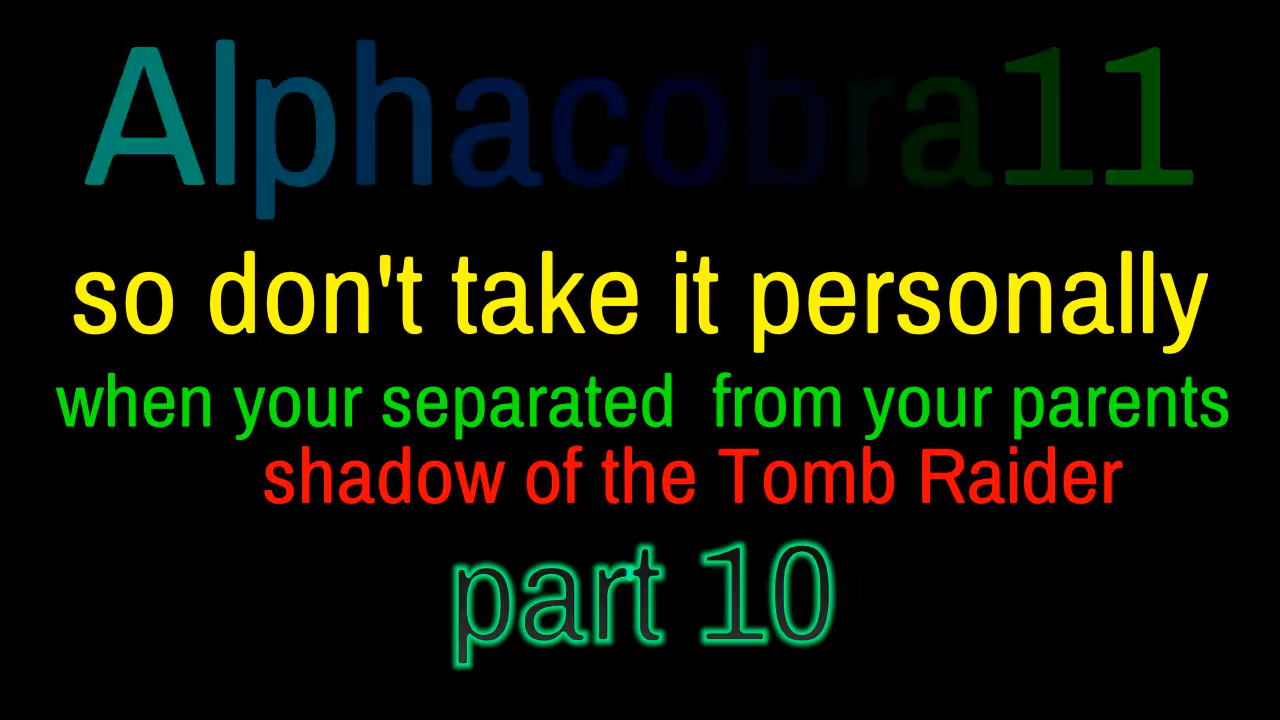 Alphacobra11
so don't take it personally
when your separated from your parents
shadow of the Tomb Raider
part 10